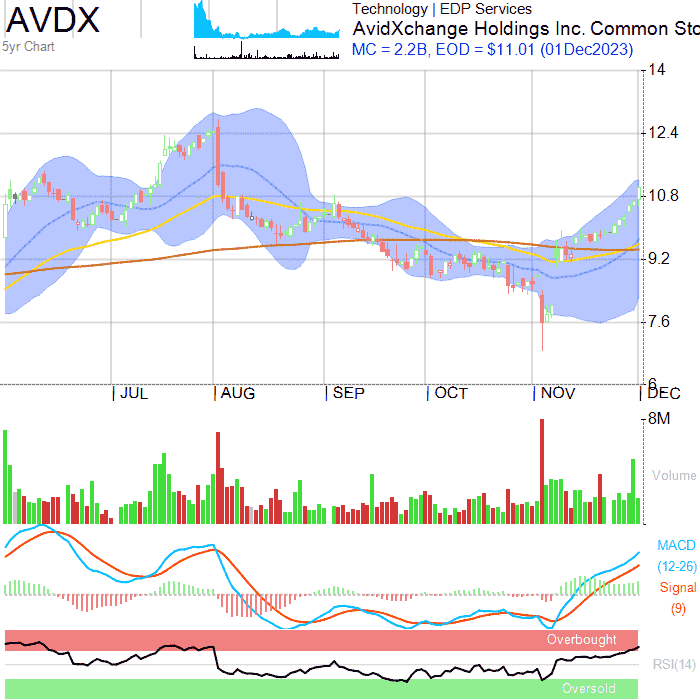 AVDX
5yr Chart
Technology | EDP Services
AvidXchange Holdings Inc. Common Sto
MC = 2.2B, EOD = $11.01 (01Dec2023)
14
12.4
10.8
9.2
7.6
6
JUL AUG SEP OCT NOV DEC
8M
Volume
MACD
(12-26)
Signal
(9)
Overbought
RSI(14)
Oversold